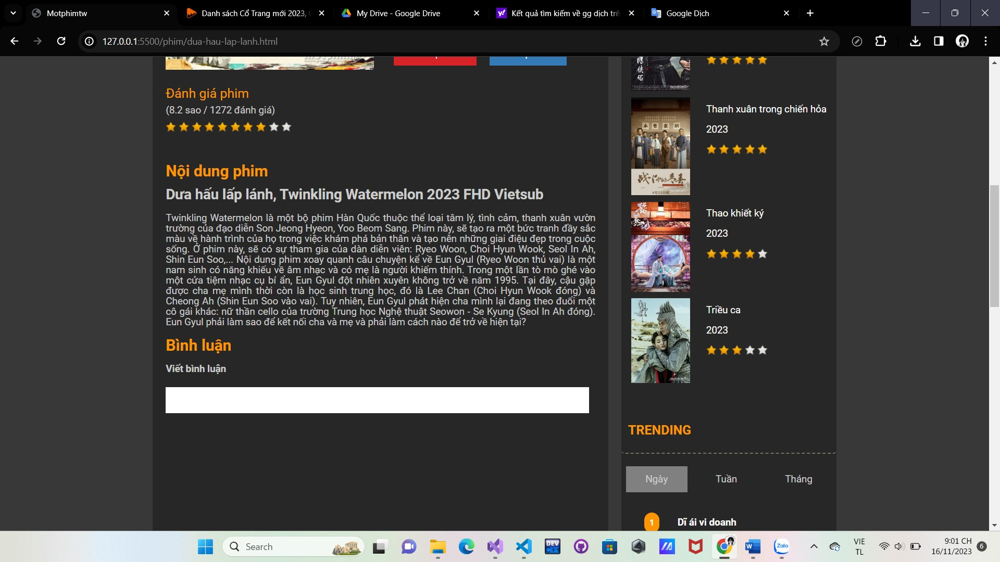 Motphimtw
Danh sách Cổ Trang mới 2023,
My Drive - Google Drive
Kết quả tìm kiếm về gg dịch trê
Google Dịch
127.0.0.1:5500/phim/dua-hau-lap-lanh.html
Đánh giá phim
(8.2 sao / 1272 đánh giá)
Nội dung phim
Dưa hấu lấp lánh, Twinkling Watermelon 2023 FHD Vietsub
Twinkling Watermelon là một bộ phim Hàn Quốc thuộc thể loại tâm lý, tình cảm, thanh xuân vườn
trường của đạo diễn Son Jeong Hyeon, Yoo Beom Sang. Phim này, sẽ tạo ra một bức tranh đầy sắc
màu về hành trình của họ trong việc khám phá bản thân và tạo nên những giai điệu đẹp trong cuộc
sống. Ở phim này, sẽ có sự tham gia của dàn diễn viên: Ryeo Woon, Choi Hyun Wook, Seol In Ah,
Shin Eun Soo,... Nội dung phim xoay quanh câu chuyện kể về Eun Gyul (Ryeo Woon thủ vai) là một
nam sinh có năng khiếu về âm nhạc và có mẹ là người khiếm thính. Trong một lần tò mò ghé vào
một cửa tiệm nhạc cụ bí ẩn, Eun Gyul đột nhiên xuyên không trở về năm 1995. Tại đây, cậu gặp
được cha mẹ mình thời còn là học sinh trung học, đó là Lee Chan (Choi Hyun Wook đóng) và
Cheong Ah (Shin Eun Soo vào vai). Tuy nhiên, Eun Gyul phát hiện cha mình lại đang theo đuổi một
cô gái khác: nữ thần cello của trường Trung học Nghệ thuật Seowon - Se Kyung (Seol In Ah đóng).
Eun Gyul phải làm sao để kết nối cha và mẹ và phải làm cách nào để trở về hiện tại?
Bình luận
Viết bình luận
Thanh xuân trong chiến hỏa
2023
4月23日起
Thao khiết ký
2023
Triều ca
2023
TRENDING
Ngày
Tuần
Tháng
1
Dĩ ái vi doanh
Search
DEV
C++
W
Zalo
VIE
TL
9:01 CH
16/11/2023
6